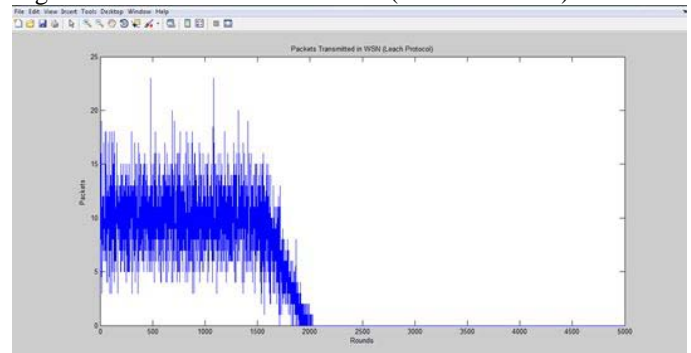 File Edit View Insert Tools Desktop Window Help
Packets Transmitted in WSN (Leach Protocol)
25
20
15
10
5
0
Packets
0 500 1000 1500 2000 2500 3000 3500 4000 4500 5000
Rounds